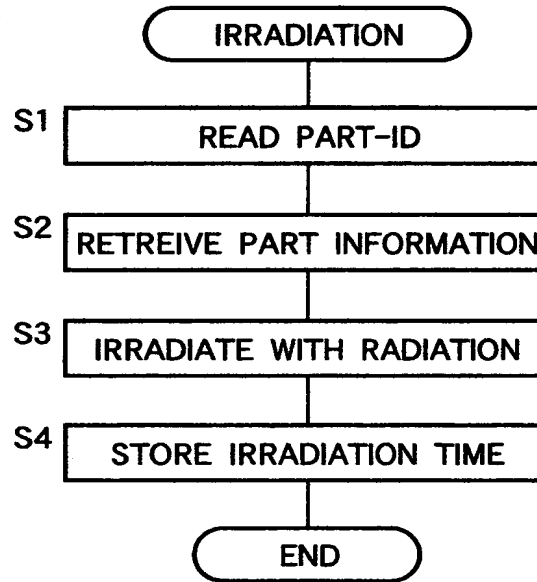 IRRADIATION
S1
READ PART-ID
S2
RETREIVE PART INFORMATION
S3
IRRADIATE WITH RADIATION
S4
STORE IRRADIATION TIME
END